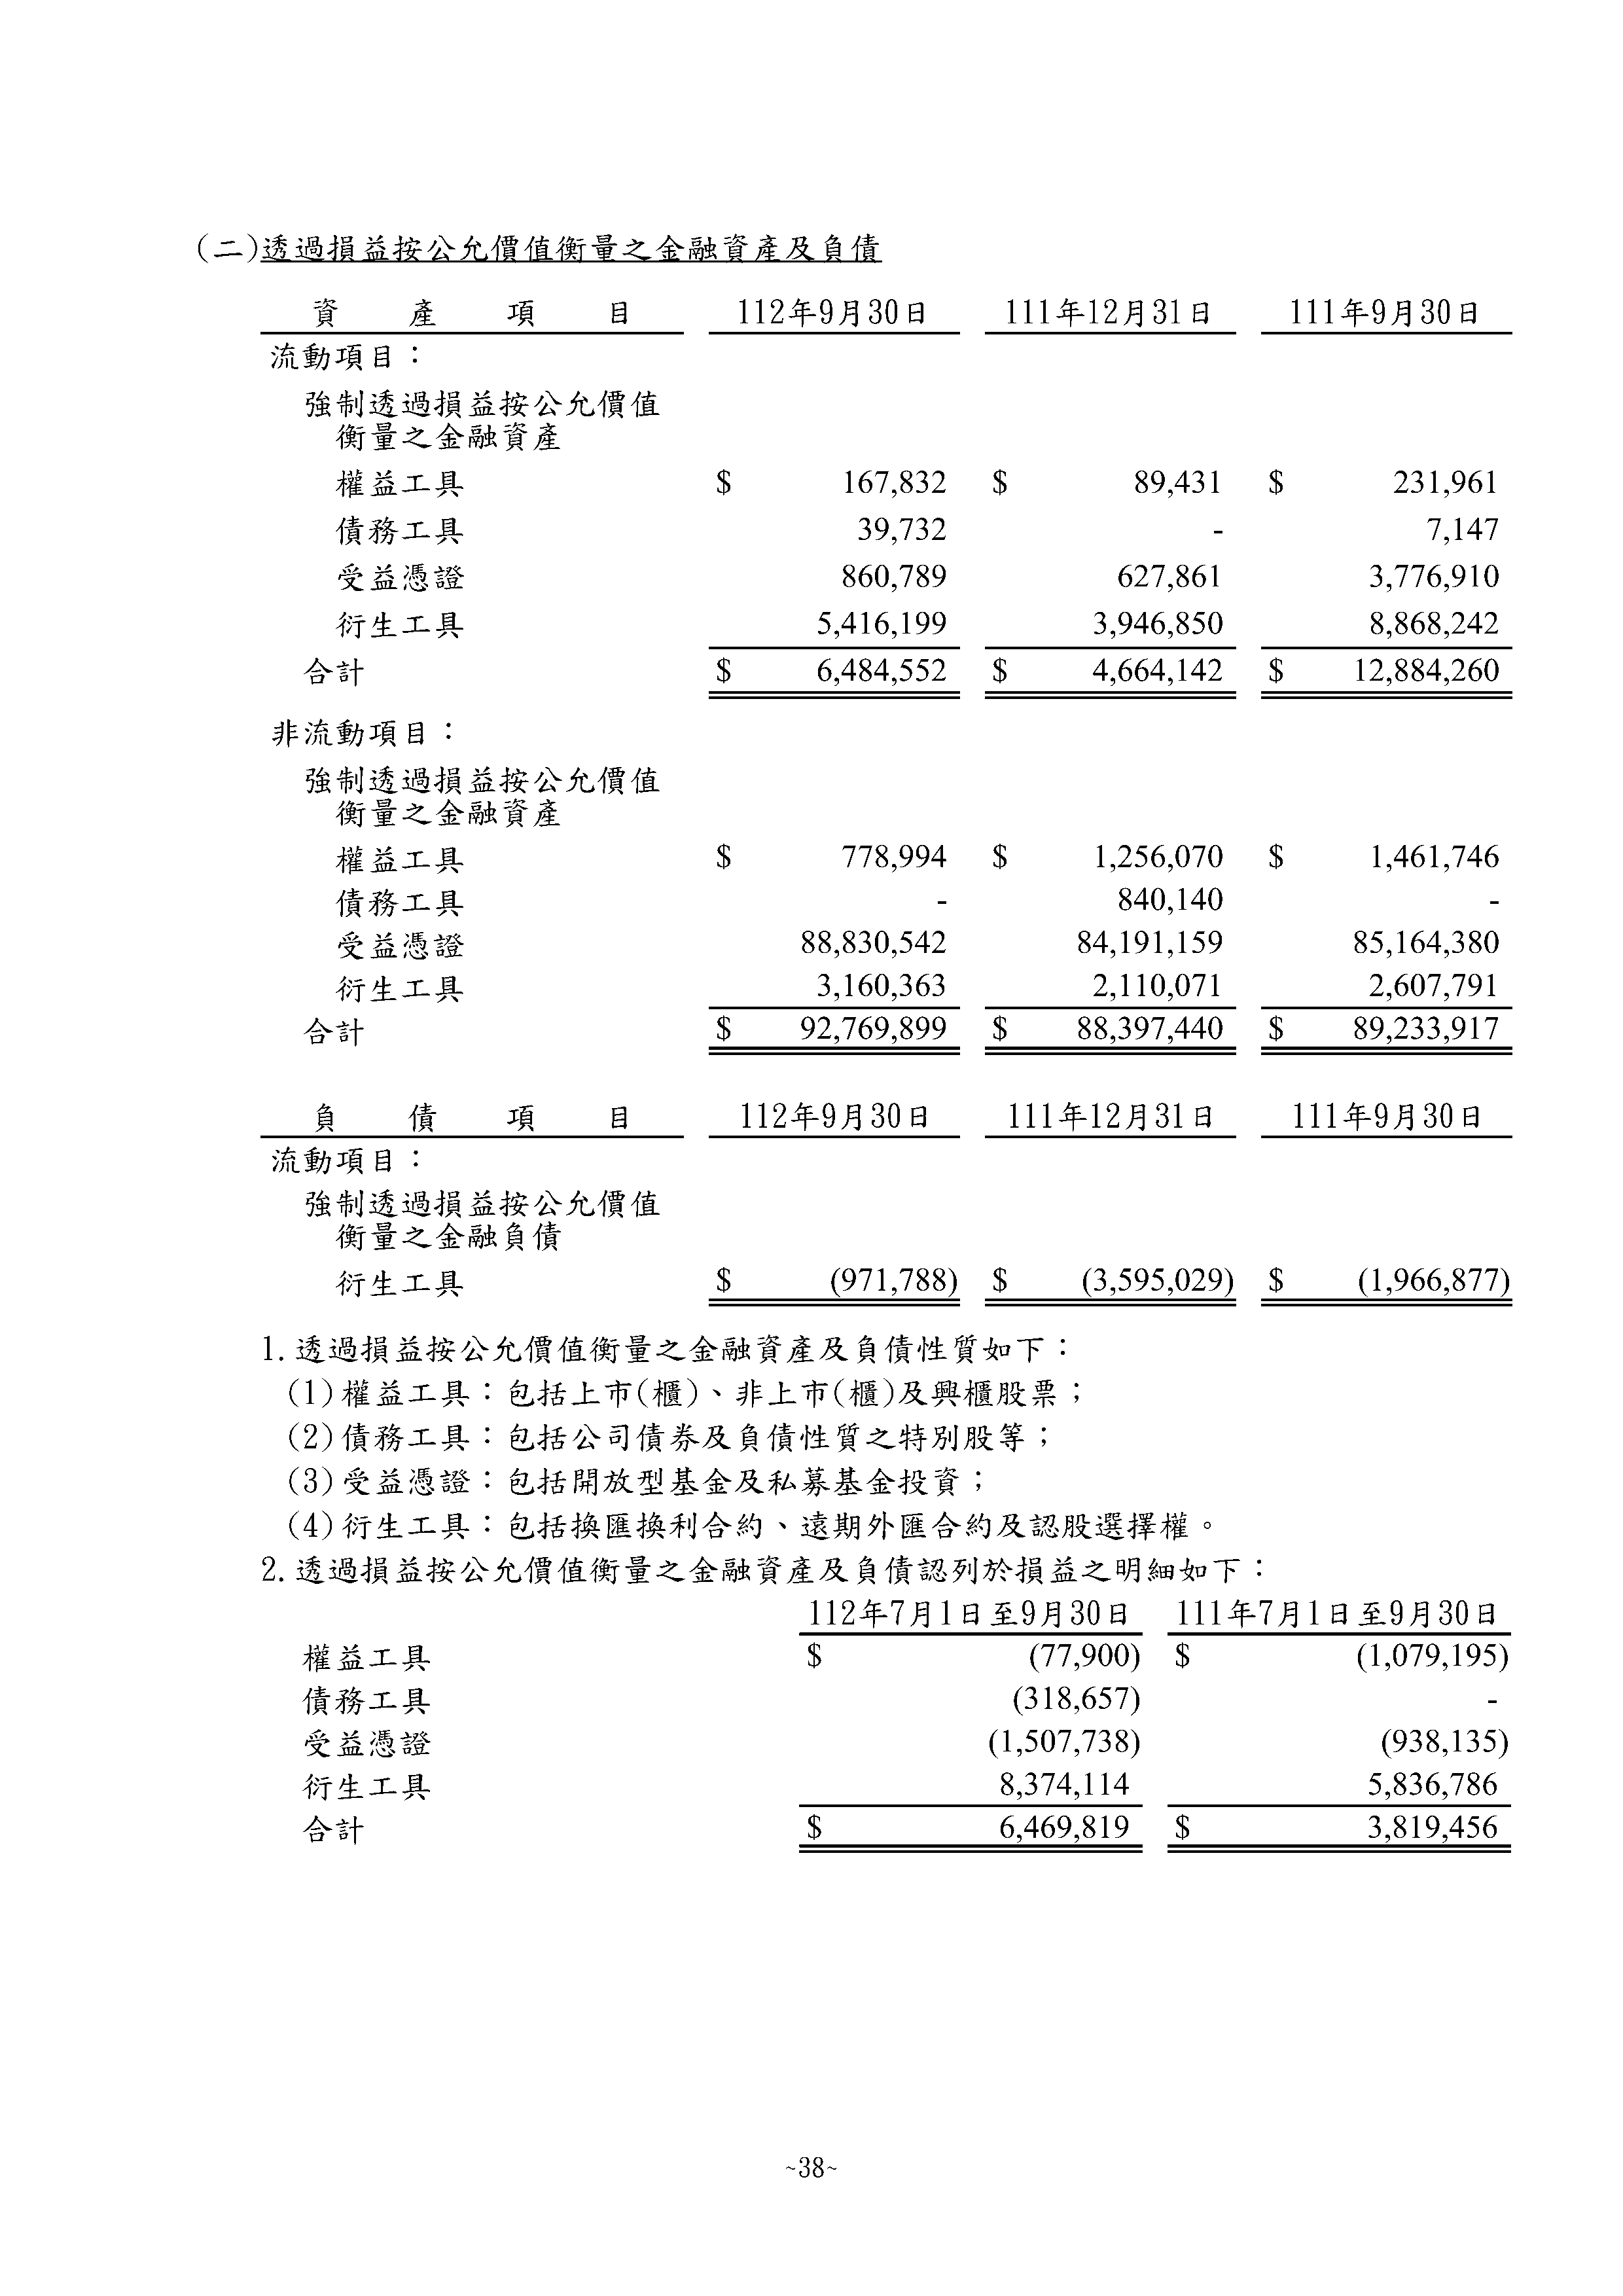 (二)透過損益按公允價值衡量之金融資產及負債
資產項目 112年9月30日 111年12月31日 111年9月30日
流動項目：
強制透過損益按公允價值
衡量之金融資產
權益工具 $ 167,832 $ 89,431 $ 231,961
債務工具 39,732 - 7,147
受益憑證 860,789 627,861 3,776,910
衍生工具 5,416,199 3,946,850 8,868,242
合計 $ 6,484,552 $ 4,664,142 $ 12,884,260
非流動項目：
強制透過損益按公允價值
衡量之金融資產
權益工具 $ 778,994 $ 1,256,070 $ 1,461,746
債務工具 - 840,140 -
受益憑證 88,830,542 84,191,159 85,164,380
衍生工具 3,160,363 2,110,071 2,607,791
合計 $ 92,769,899 $ 88,397,440 $ 89,233,917
負債項目 112年9月30日 111年12月31日 111年9月30日
流動項目：
強制透過損益按公允價值
衡量之金融負債
衍生工具 $ (971,788) $ (3,595,029) $ (1,966,877)
1.透過損益按公允價值衡量之金融資產及負債性質如下：
(1)權益工具：包括上市(櫃)、非上市(櫃)及興櫃股票；
(2)債務工具：包括公司債券及負債性質之特別股等；
(3)受益憑證：包括開放型基金及私募基金投資；
(4)衍生工具：包括換匯換利合約、遠期外匯合約及認股選擇權。
2.透過損益按公允價值衡量之金融資產及負債認列於損益之明細如下：
112年7月1日至9月30日 111年7月1日至9月30日
權益工具 $ (77,900) $ (1,079,195)
債務工具 (318,657) -
受益憑證 (1,507,738) (938,135)
衍生工具 8,374,114 5,836,786
合計 $ 6,469,819 $ 3,819,456
~38~